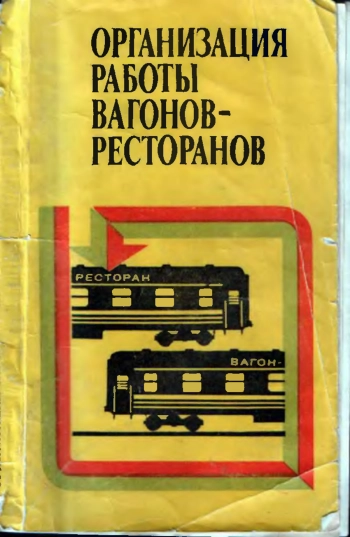 ОРГАНИЗАЦИЯ
РАБОТЫ
ВАГОНОВ-
РЕСТОРАНОВ
РЕСТОРАН
ВАГОН-